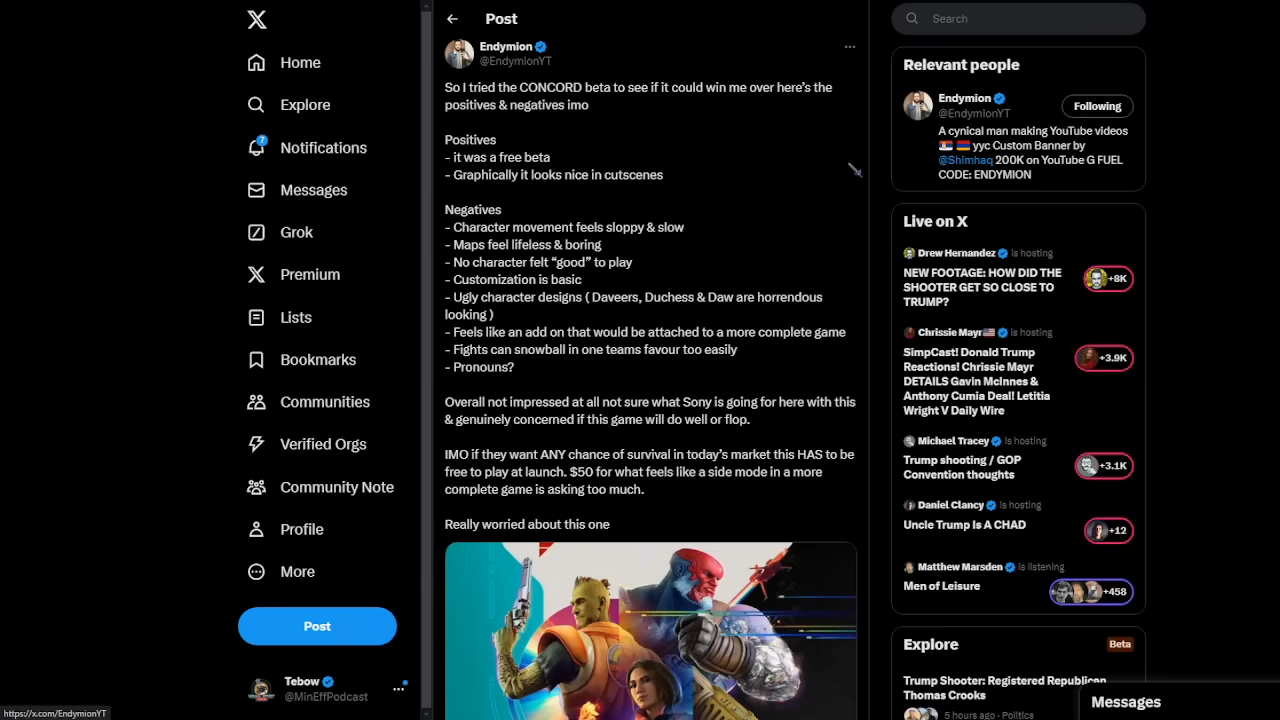 Home
Explore
7
Notifications
Messages
Grok
Premium
Lists
Bookmarks
Communities
Verified Orgs
Community Note
Profile
More
Post
Tebow
@MinEffPodcast
https://x.com/EndymionYT
Post
Endymion
@EndymionYT
So I tried the CONCORD beta to see if it could win me over here's the
positives & negatives imo
Positives
- it was a free beta
- Graphically it looks nice in cutscenes
Negatives
- Character movement feels sloppy & slow
- Maps feel lifeless & boring
- No character felt “good” to play
- Customization is basic
- Ugly character designs ( Daveers, Duchess & Daw are horrendous
looking )
- Feels like an add on that would be attached to a more complete game
- Fights can snowball in one teams favour too easily
- Pronouns?
Overall not impressed at all not sure what Sony is going for here with this
& genuinely concerned if this game will do well or flop.
IMO if they want ANY chance of survival in today's market this HAS to be
free to play at launch. $50 for what feels like a side mode in a more
complete game is asking too much.
Really worried about this one
Search
Relevant people
Endymion
@EndymionYT
Following
A cynical man making YouTube videos
yyc Custom Banner by
@Shimhaq 200K on YouTube G FUEL
CODE: ENDYMION
Live on X
Drew Hernandez is hosting
NEW FOOTAGE: HOW DID THE
SHOOTER GET SO CLOSE TO
TRUMP?
+8K
Chrissie Mayr is hosting
SimpCast! Donald Trump
Reactions! Chrissie Mayr
DETAILS Gavin McInnes &
Anthony Cumia Deal! Letitia
Wright V Daily Wire
+3.9K
Michael Tracey is hosting
Trump shooting / GOP
Convention thoughts
+3.1K
Daniel Clancy is hosting
Uncle Trump Is A CHAD
+12
Matthew Marsden is listening
Men of Leisure
+458
Explore
Beta
Trump Shooter: Registered Republican
Thomas Crooks
5 hours ago · Politics
Messages